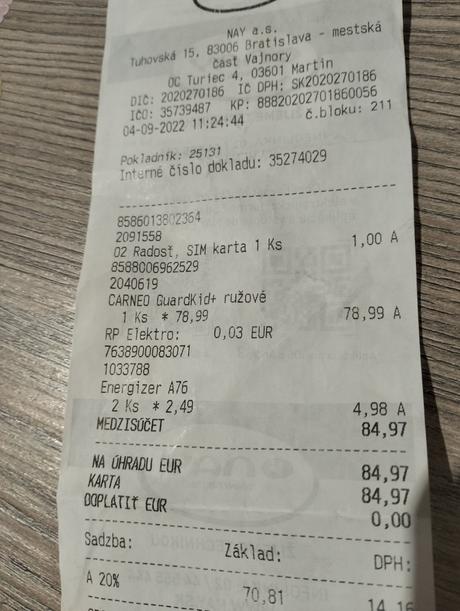 NAY a.s.
Tuhovská 15, 83006 Bratislava - mestská
časť Vajnory
OC Turiec 4, 03601 Martin
DIČ: 2020270186 IČ DPH: SK2020270186
IČO: 35739487 KP: 88820202701860056
04-09-2022 11:24:44 č.bloku: 211
Pokladník: 25131
Interné číslo dokladu: 35274029
8586013802364
2091558
O2 Radosť, SIM karta 1 Ks 1,00 A
8588006962529
2040619
CARNEO GuardKid+ ružové
1 Ks * 78,99 78,99 A
RP Elektro: 0,03 EUR
7638900083071
1033788
Energizer A76
2 Ks * 2,49 4,98 A
MEDZISÚČET 84,97
NA ÚHRADU EUR 84,97
KARTA 84,97
DOPLATIŤ EUR 0,00
Sadzba: Základ: DPH:
A 20% 70,81 14,16